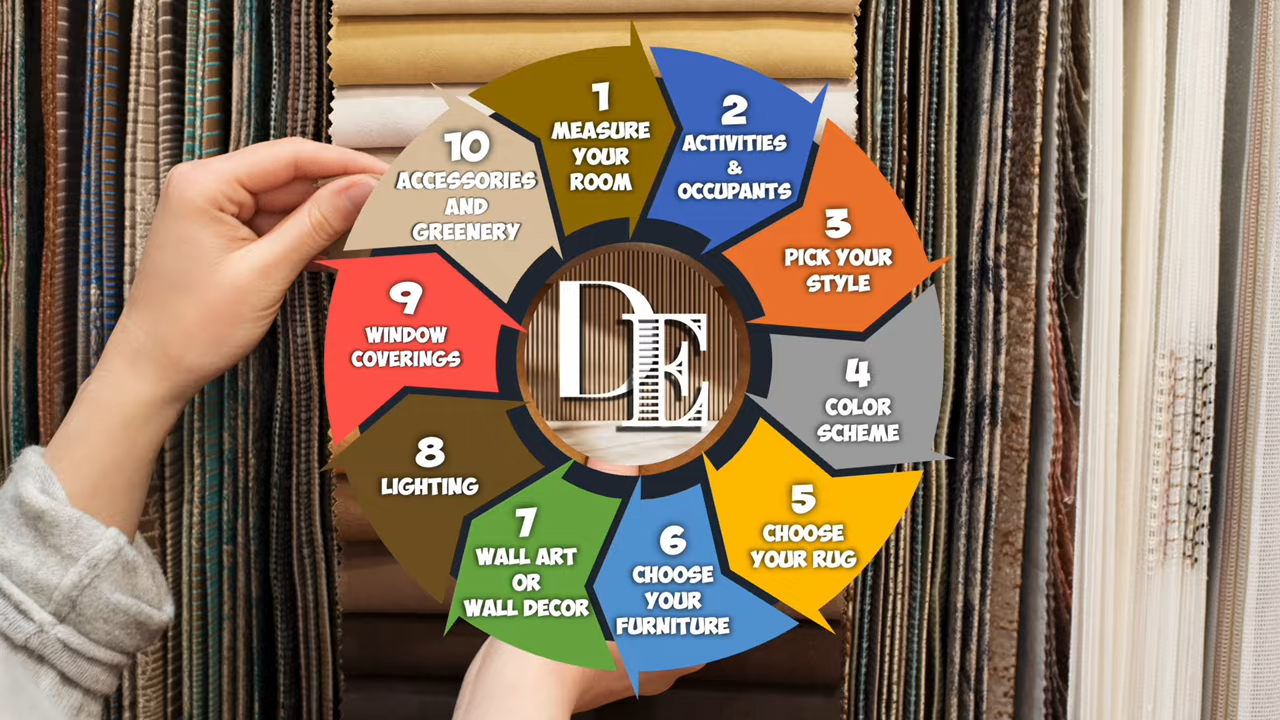 1
MEASURE
YOUR
ROOM
2
ACTIVITIES
&
OCCUPANTS
3
PICK YOUR
STYLE
4
COLOR
SCHEME
5
CHOOSE
YOUR RUG
6
CHOOSE
YOUR
FURNITURE
7
WALL ART
OR
WALL DECOR
8
LIGHTING
9
WINDOW
COVERINGS
10
ACCESSORIES
AND
GREENERY
DE